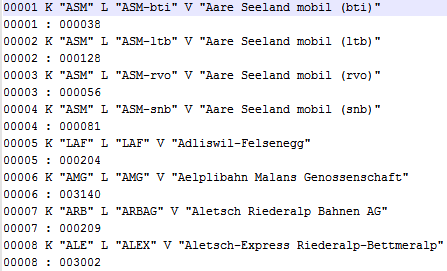 00001 K "ASM" L "ASM-bti" V "Aare Seeland mobil (bti)"
00001 : 000038
00002 K "ASM" L "ASM-ltb" V "Aare Seeland mobil (ltb)"
00002 : 000128
00003 K "ASM" L "ASM-rvo" V "Aare Seeland mobil (rvo)"
00003 : 000056
00004 K "ASM" L "ASM-snb" V "Aare Seeland mobil (snb)"
00004 : 000081
00005 K "LAF" L "LAF" V "Adliswil-Felsenegg"
00005 : 000204
00006 K "AMG" L "AMG" V "Aelplibahn Malans Genossenschaft"
00006 : 003140
00007 K "ARB" L "ARBAG" V "Aletsch Riederalp Bahnen AG"
00007 : 000209
00008 K "ALE" L "ALEX" V "Aletsch-Express Riederalp-Bettmeralp"
00008 : 003002